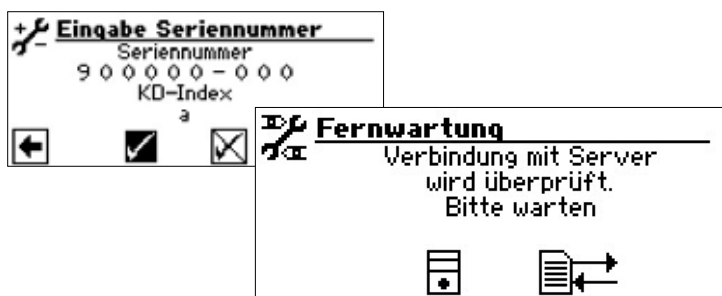 Eingabe Seriennummer
Seriennummer
900000-000
KD-Index
a
Fernwartung
Verbindung mit Server
wird überprüft.
Bitte warten